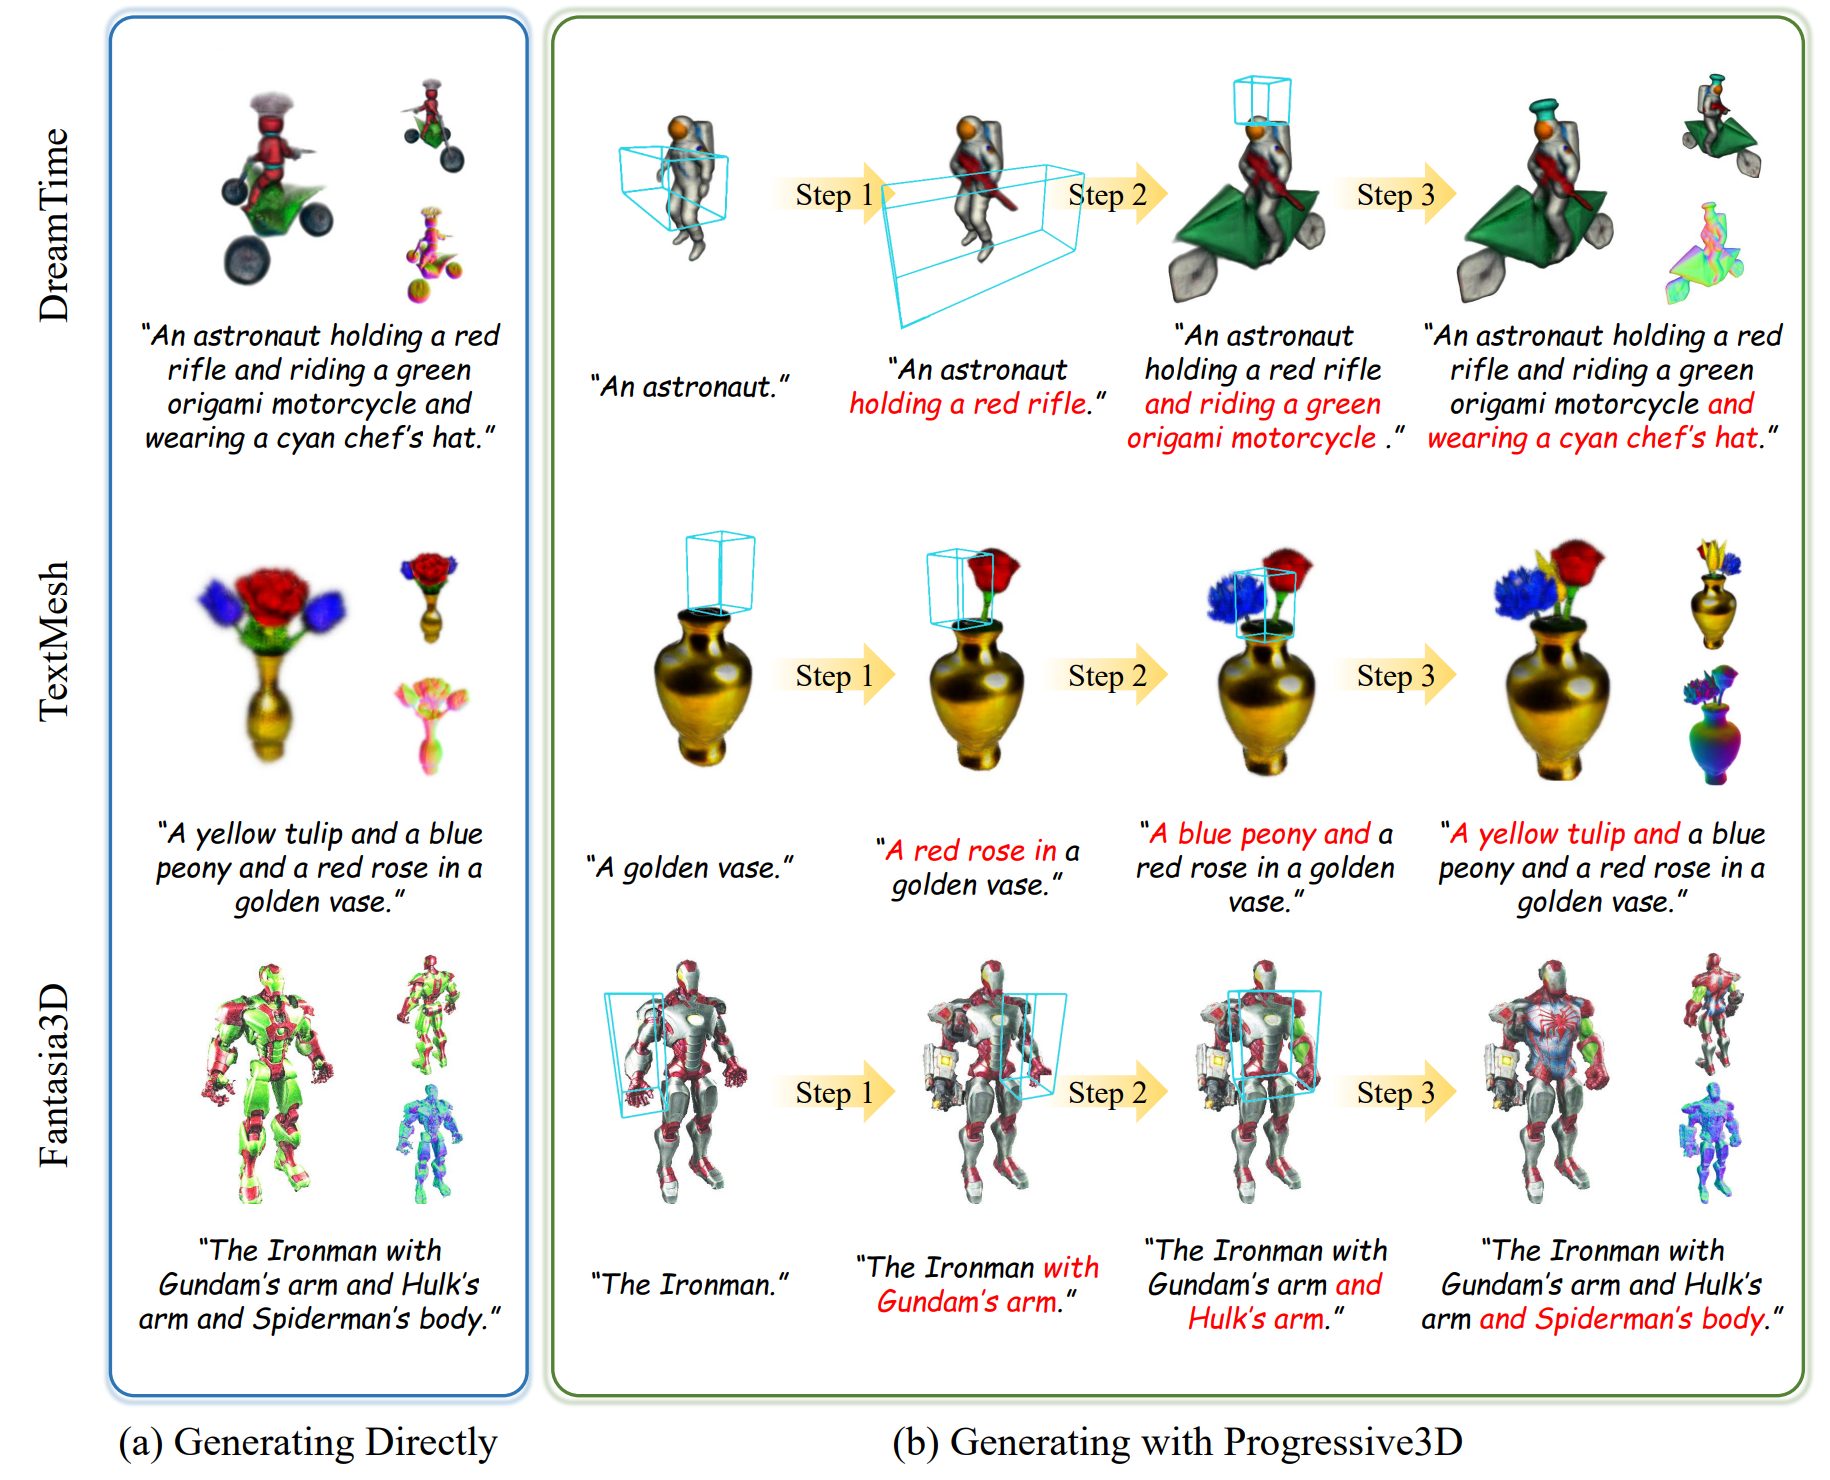 DreamTime
“An astronaut holding a red
rifle and riding a green
origami motorcycle and
wearing a cyan chef’s hat.”
“An astronaut.”
Step 1
“An astronaut
holding a red rifle.”
Step 2
“An astronaut
holding a red rifle
and riding a green
origami motorcycle .”
Step 3
“An astronaut holding a red
rifle and riding a green
origami motorcycle and
wearing a cyan chef’s hat.”
TextMesh
“A yellow tulip and a blue
peony and a red rose in a
golden vase.”
“A golden vase.”
Step 1
“A red rose in a
golden vase.”
Step 2
“A blue peony and a
red rose in a golden
vase.”
Step 3
“A yellow tulip and a blue
peony and a red rose in a
golden vase.”
Fantasia3D
“The Ironman with
Gundam’s arm and Hulk’s
arm and Spiderman’s body.”
“The Ironman.”
Step 1
“The Ironman with
Gundam’s arm.”
Step 2
“The Ironman with
Gundam’s arm and
Hulk’s arm.”
Step 3
“The Ironman with
Gundam’s arm and Hulk’s
arm and Spiderman’s body.”
(a) Generating Directly
(b) Generating with Progressive3D